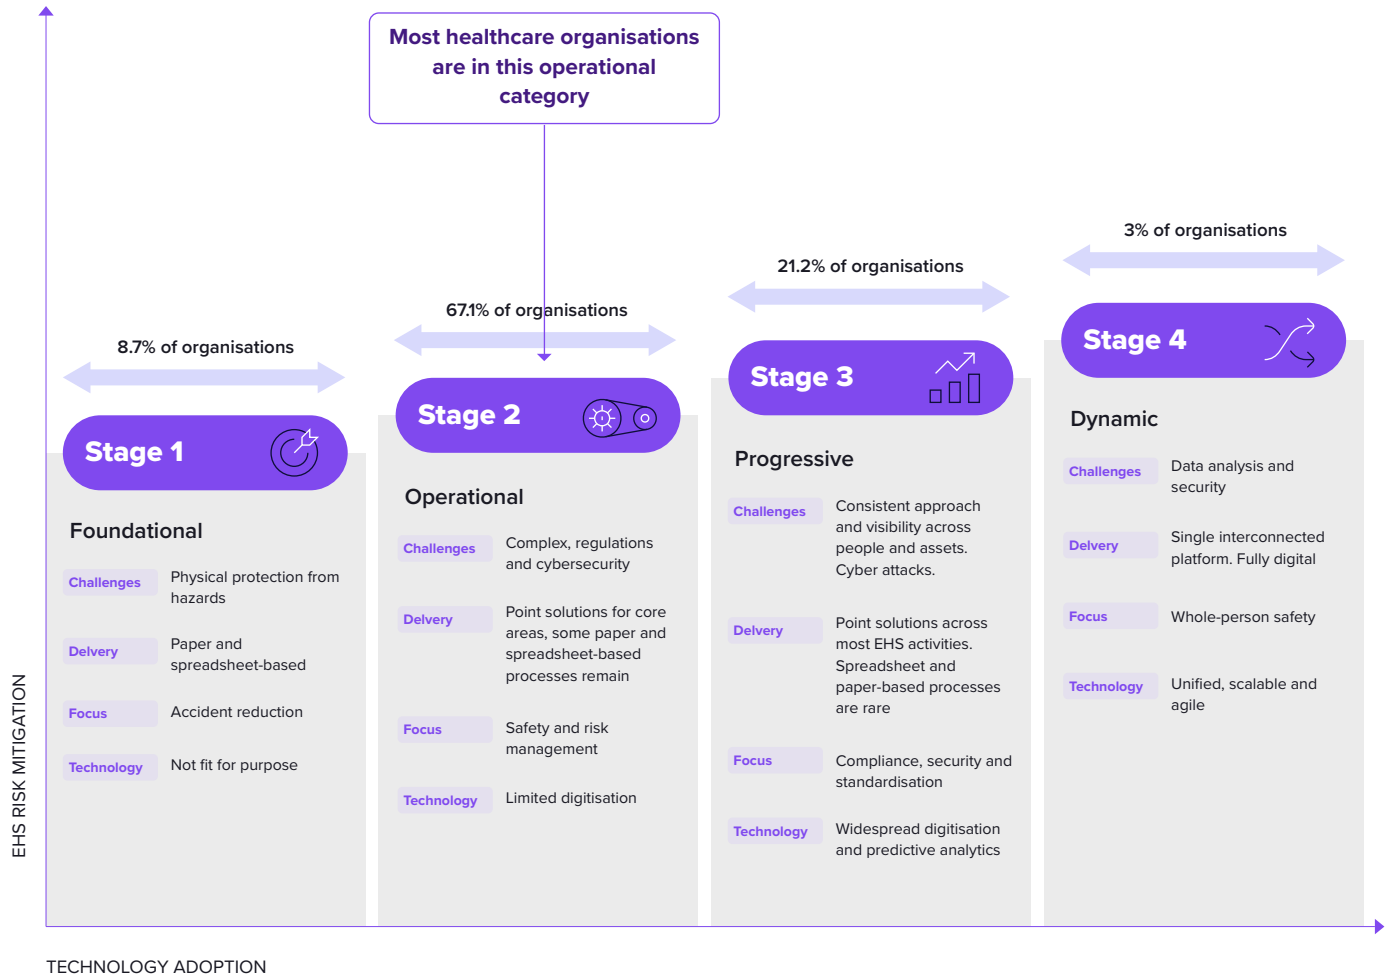 Most healthcare organisations
are in this operational
category
8.7% of organisations
Stage 1
Foundational
Challenges
Physical protection from
hazards
Delvery
Paper and
spreadsheet-based
Focus
Accident reduction
Technology
Not fit for purpose
67.1% of organisations
Stage 2
Operational
Challenges
Complex, regulations
and cybersecurity
Delvery
Point solutions for core
areas, some paper and
spreadsheet-based
processes remain
Focus
Safety and risk
management
Technology
Limited digitisation
21.2% of organisations
Stage 3
Progressive
Challenges
Consistent approach
and visibility across
people and assets.
Cyber attacks.
Delvery
Point solutions across
most EHS activities.
Spreadsheet and
paper-based processes
are rare
Focus
Compliance, security and
standardisation
Technology
Widespread digitisation
and predictive analytics
3% of organisations
Stage 4
Dynamic
Challenges
Data analysis and
security
Delvery
Single interconnected
platform. Fully digital
Focus
Whole-person safety
Technology
Unified, scalable and
agile
EHS RISK MITIGATION
TECHNOLOGY ADOPTION